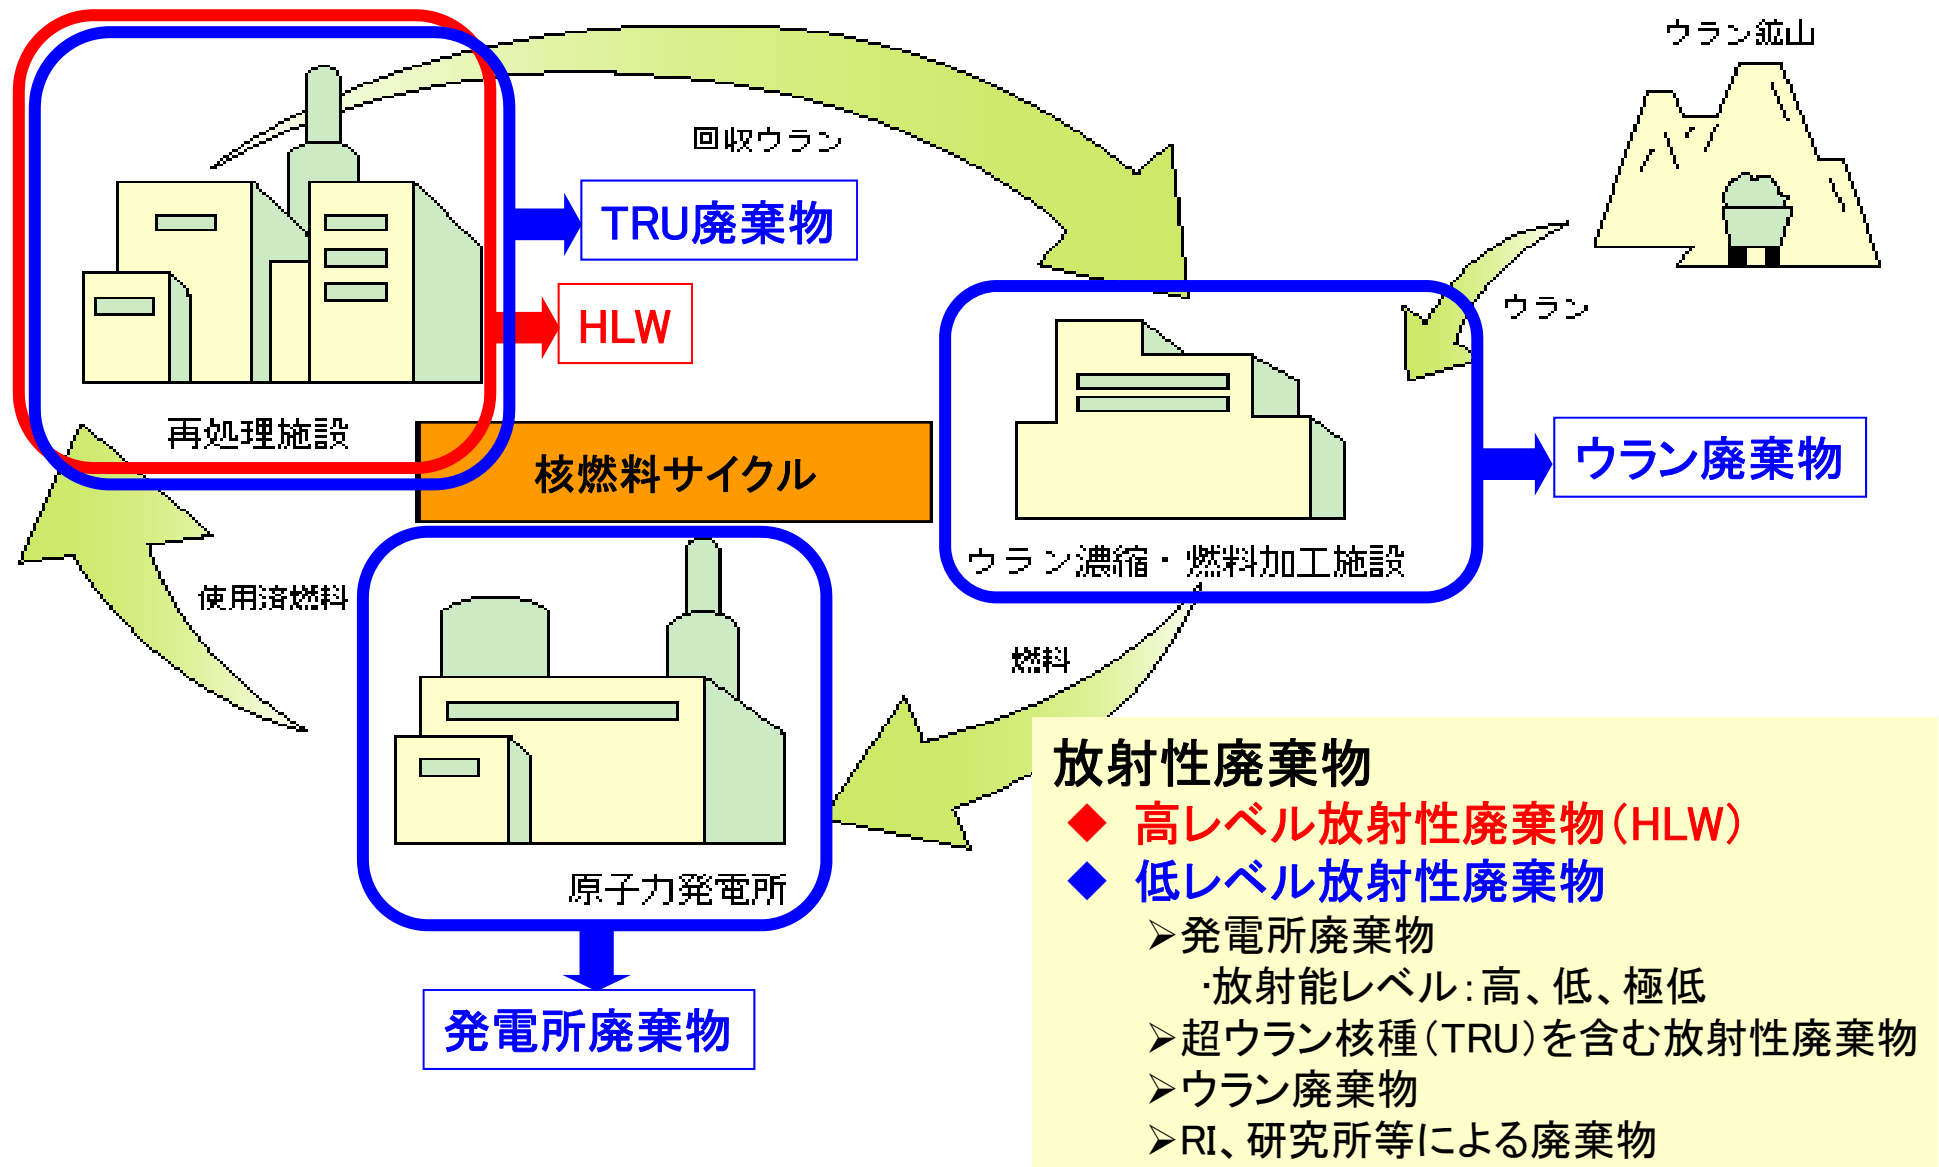 ウラン鉱山
回収ウラン
TRU廃棄物
HLW
ウラン
再処理施設
核燃料サイクル
ウラン廃棄物
ウラン濃縮・燃料加工施設
使用済燃料
燃料
原子力発電所
発電所廃棄物
放射性廃棄物
◆ 高レベル放射性廃棄物(HLW)
◆ 低レベル放射性廃棄物
➢発電所廃棄物
・放射能レベル:高、低、極低
➢超ウラン核種(TRU)を含む放射性廃棄物
➢ウラン廃棄物
➢RI、研究所等による廃棄物